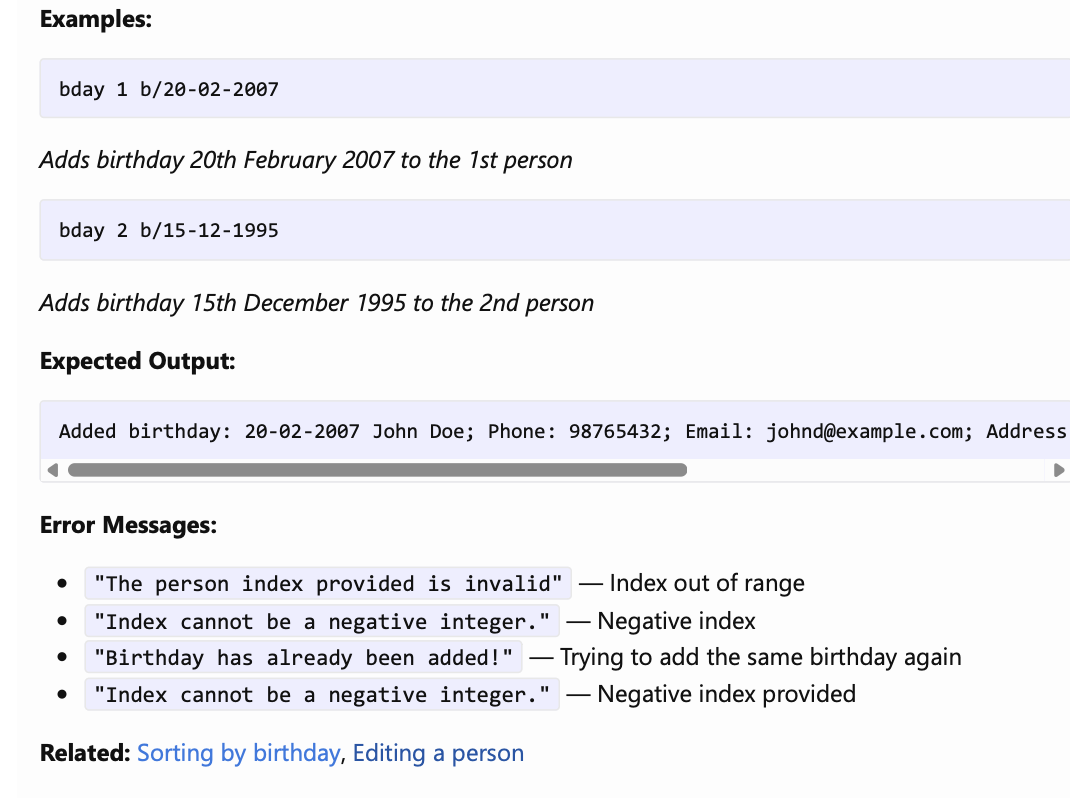 Examples:
bday 1 b/20-02-2007
Adds birthday 20th February 2007 to the 1st person
bday 2 b/15-12-1995
Adds birthday 15th December 1995 to the 2nd person
Expected Output:
Added birthday: 20-02-2007 John Doe; Phone: 98765432; Email: johnd@example.com; Address
Error Messages:
• "The person index provided is invalid" — Index out of range
• "Index cannot be a negative integer." — Negative index
• "Birthday has already been added!" — Trying to add the same birthday again
• "Index cannot be a negative integer." — Negative index provided
Related: Sorting by birthday, Editing a person